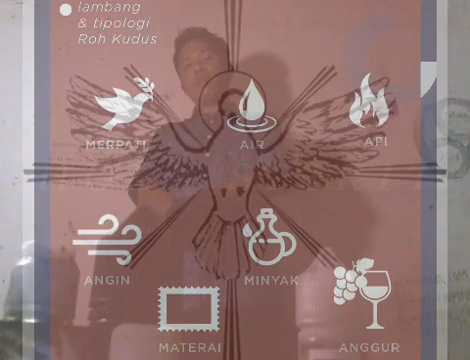 lambang
& tipologi
Roh Kudus
MERPATI
AIR
API
ANGIN
MINYAK
MATERAI
ANGGUR